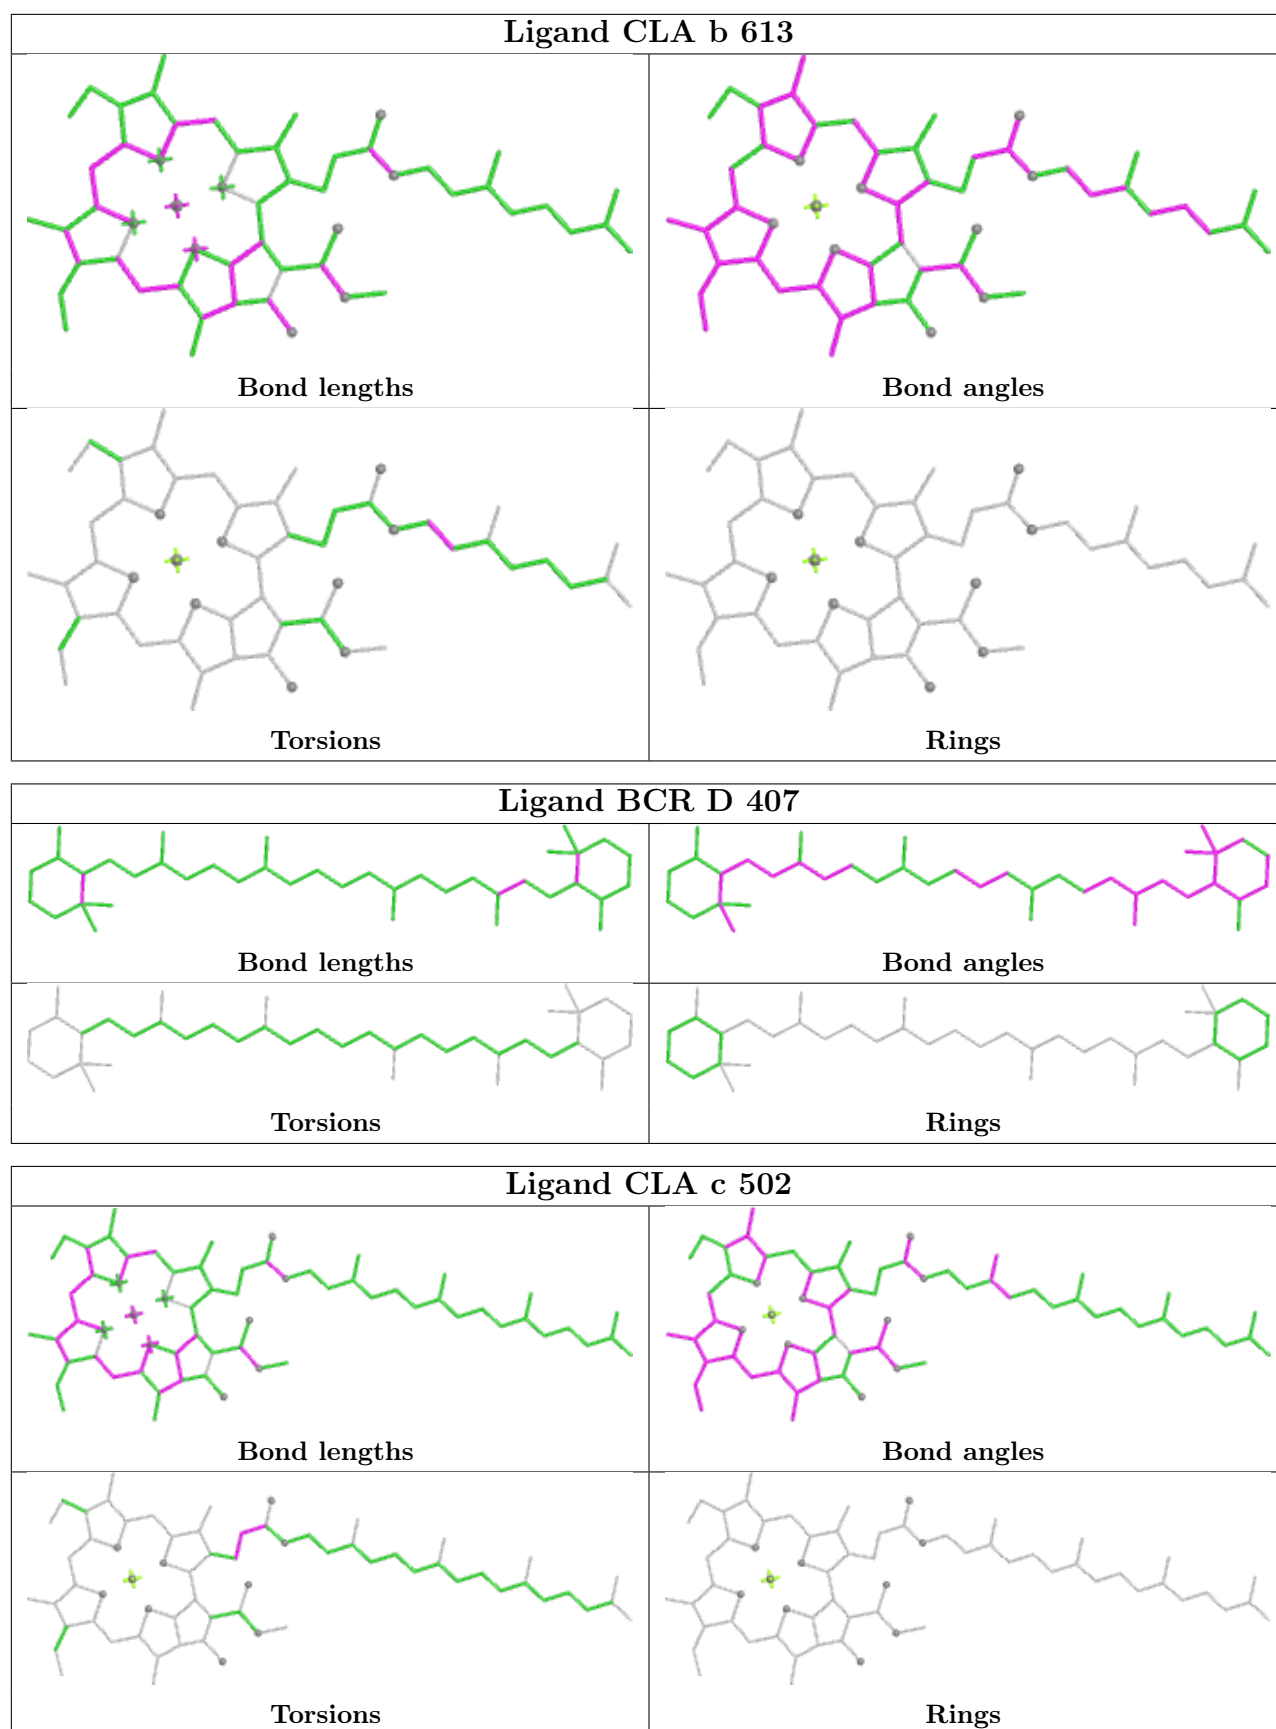 Ligand CLA b 613
Bond lengths
Bond angles
Torsions
Rings
Ligand BCR D 407
Bond lengths
Bond angles
Torsions
Rings
Ligand CLA c 502
Bond lengths
Bond angles
Torsions
Rings